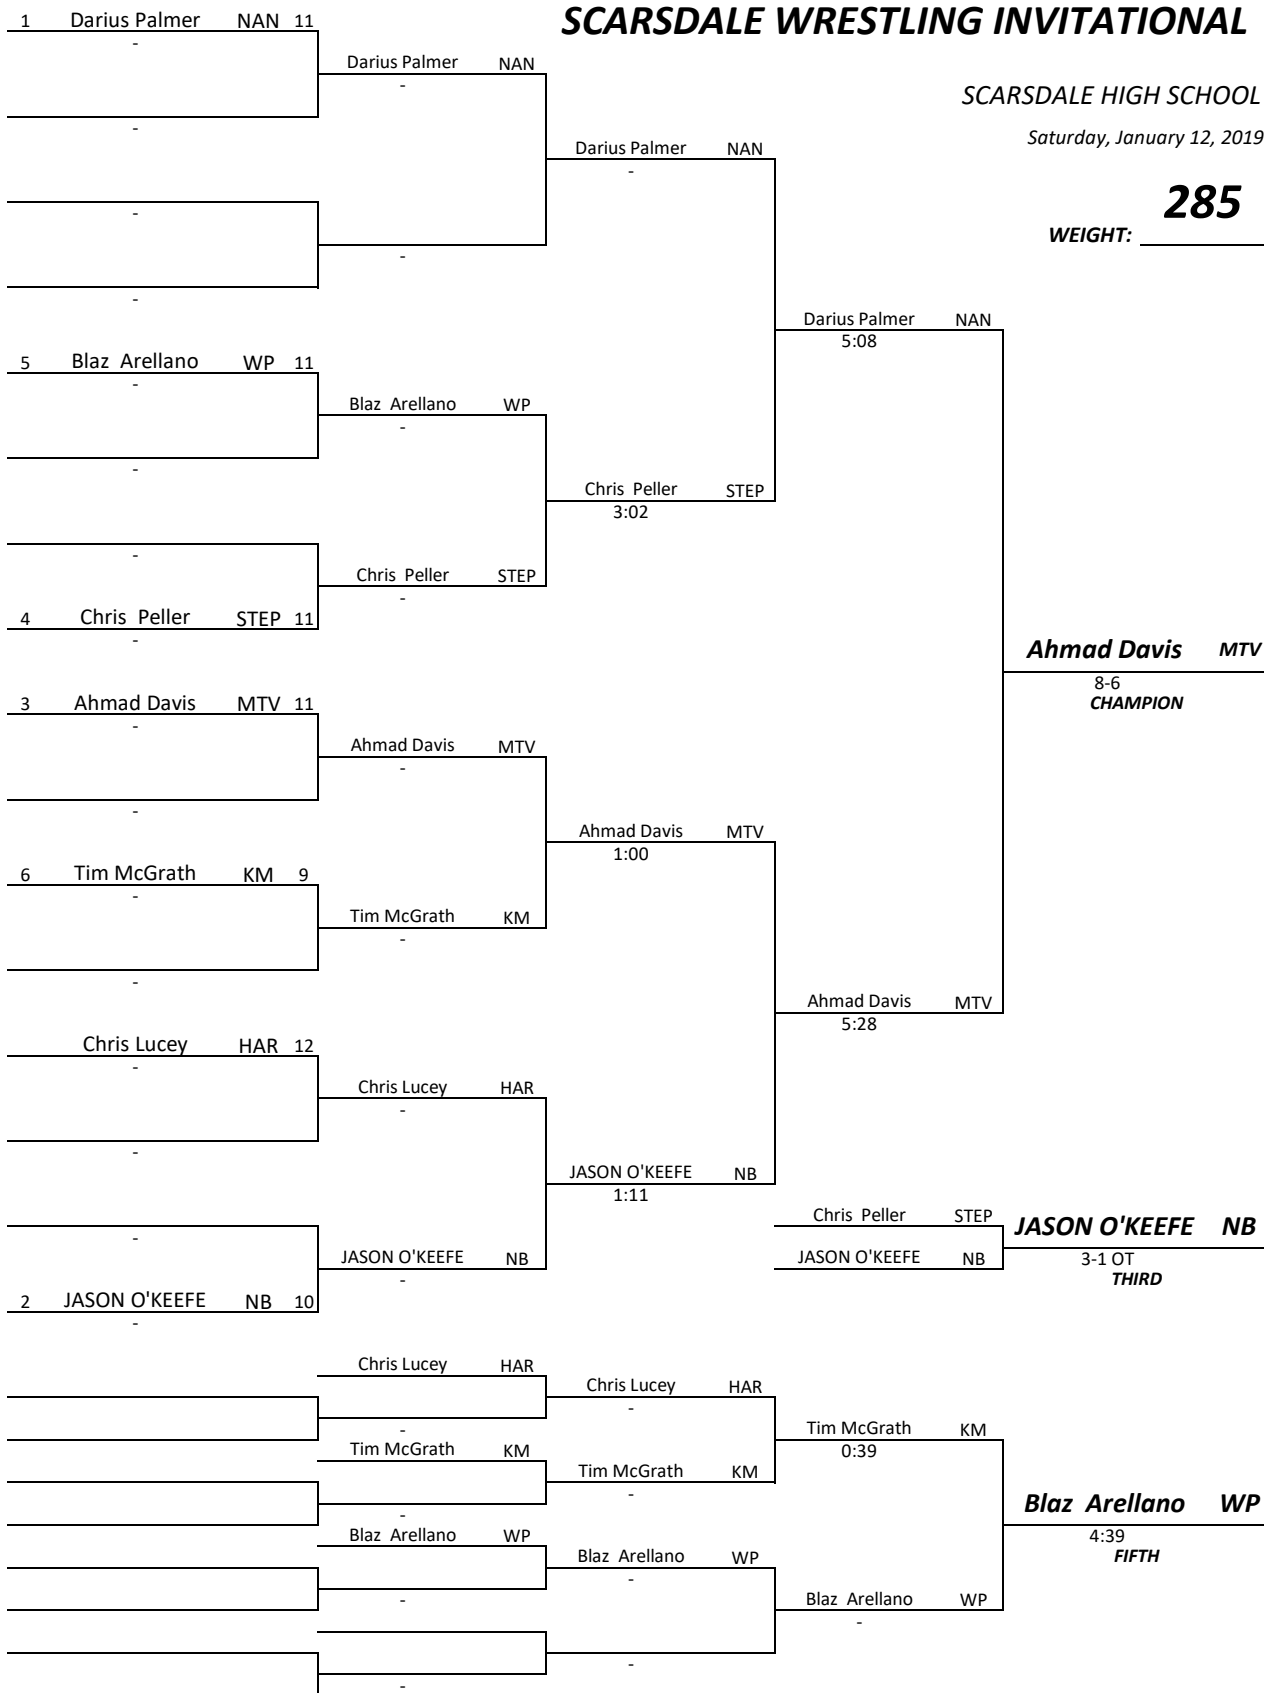 SCARSDALE WRESTLING INVITATIONAL
SCARSDALE HIGH SCHOOL
Saturday, January 12, 2019
285
WEIGHT:
1 Darius Palmer NAN 11
-
-
-
-
5 Blaz Arellano WP 11
-
-
-
4 Chris Peller STEP 11
-
3 Ahmad Davis MTV 11
-
-
6 Tim McGrath KM 9
-
-
Chris Lucey HAR 12
-
-
-
2 JASON O'KEEFE NB 10
-
Darius Palmer NAN
-
-
Blaz Arellano WP
-
Chris Peller STEP
-
Ahmad Davis MTV
-
Tim McGrath KM
-
Chris Lucey HAR
-
JASON O'KEEFE NB
-
Darius Palmer NAN
-
Chris Peller STEP
3:02
Ahmad Davis MTV
1:00
JASON O'KEEFE NB
1:11
Darius Palmer NAN
5:08
Ahmad Davis MTV
5:28
Ahmad Davis MTV
8-6
CHAMPION
Chris Peller STEP
JASON O'KEEFE NB
JASON O'KEEFE NB
3-1 OT
THIRD
Chris Lucey HAR
-
Tim McGrath KM
-
Blaz Arellano WP
-
-
Chris Lucey HAR
-
Tim McGrath KM
-
Blaz Arellano WP
-
-
Tim McGrath KM
0:39
Blaz Arellano WP
-
Blaz Arellano WP
4:39
FIFTH